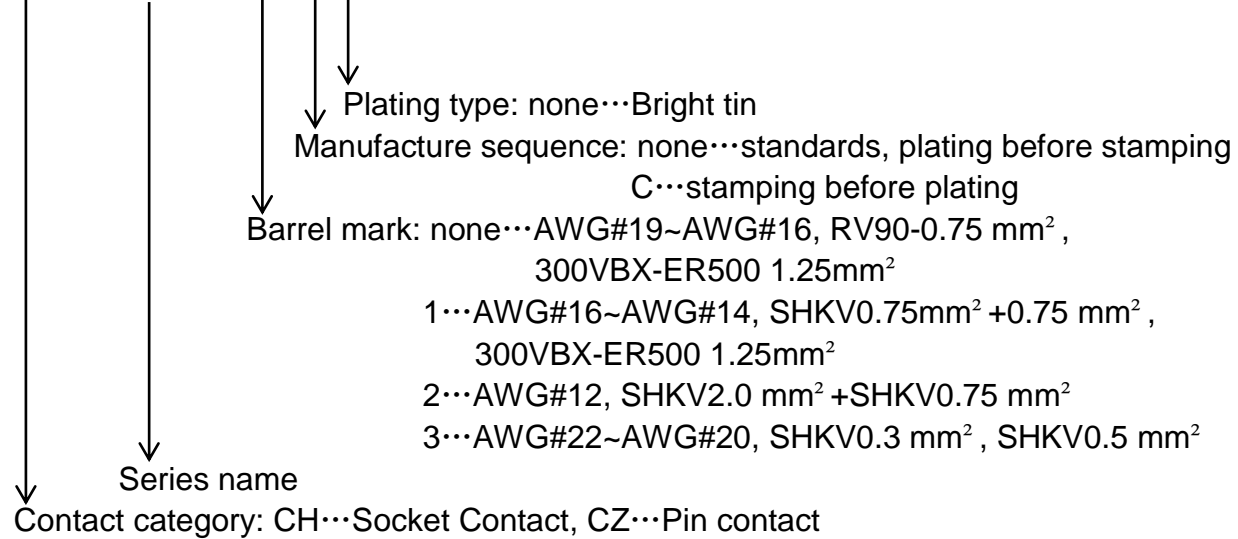 Plating type: none···Bright tin
Manufacture sequence: none···standards, plating before stamping
C···stamping before plating
Barrel mark: none···AWG#19~AWG#16, RV90-0.75 mm² ,
300VBX-ER500 1.25mm²
1···AWG#16~AWG#14, SHKV0.75mm² +0.75 mm² ,
300VBX-ER500 1.25mm²
2···AWG#12, SHKV2.0 mm² +SHKV0.75 mm²
3···AWG#22~AWG#20, SHKV0.3 mm² , SHKV0.5 mm²
Series name
Contact category: CH···Socket Contact, CZ···Pin contact